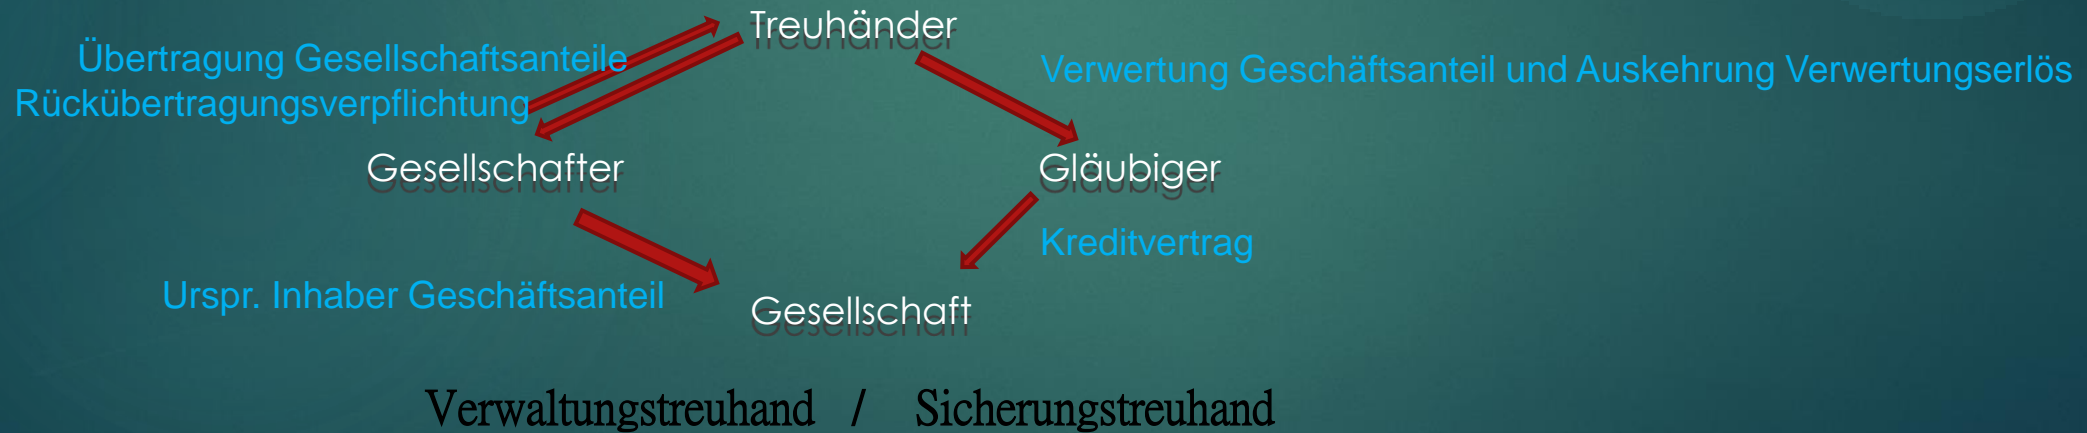 Treuhänder
Übertragung Gesellschaftsanteile
Rückübertragungsverpflichtung
Verwertung Geschäftsanteil und Auskehrung Verwertungserlös
Gesellschafter
Gläubiger
Kreditvertrag
Urspr. Inhaber Geschäftsanteil
Gesellschaft
Verwaltungstreuhand / Sicherungstreuhand